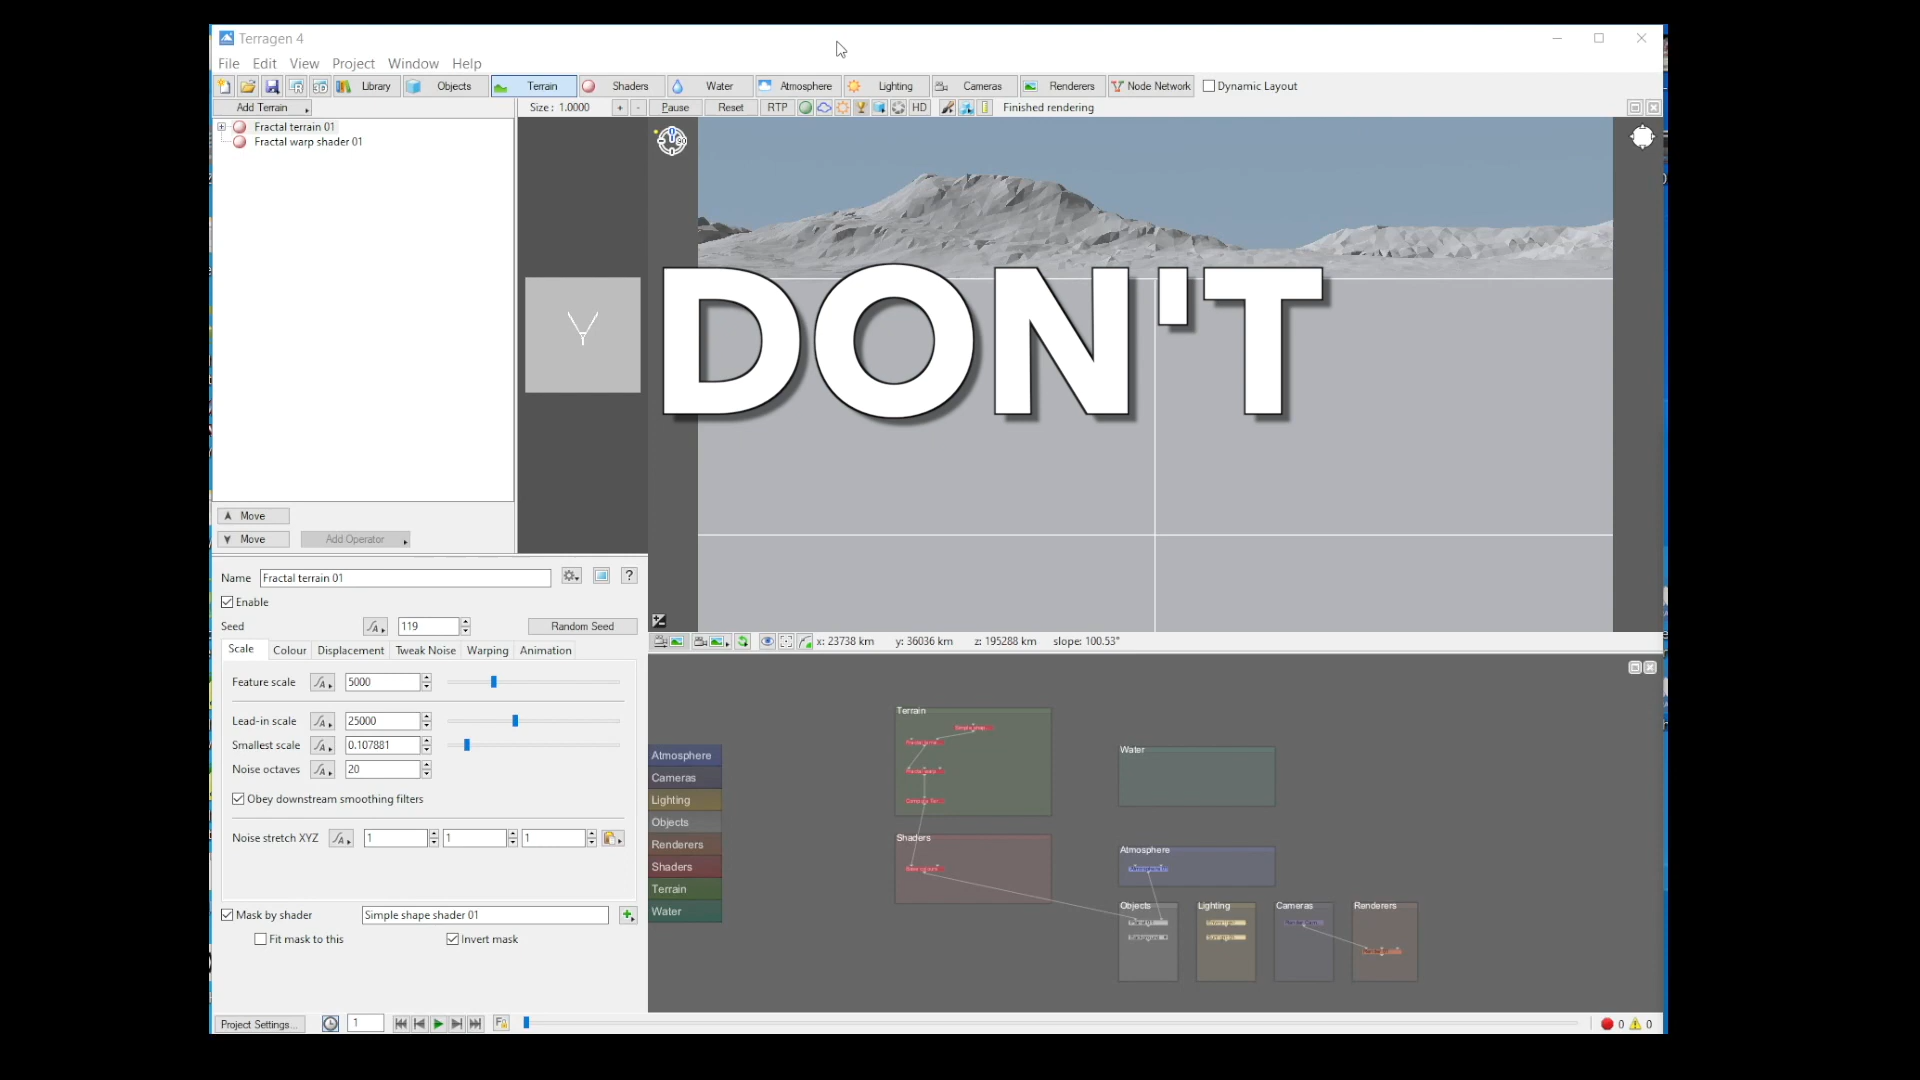 Terragen 4
File Edit View Project Window Help
Library Objects Terrain Shaders Water Atmosphere Lighting Cameras Renderers Node Network Dynamic Layout
Add Terrain Size : 1.0000 + - Pause Reset RTP HD Finished rendering
Fractal terrain 01
Fractal warp shader 01
DON'T
Move
Move Add Operator
Name Fractal terrain 01 ?
Enable
Seed 119 Random Seed
x: 23738 km y: 36036 km z: 195288 km slope: 100.53°
Scale Colour Displacement Tweak Noise Warping Animation
Feature scale 5000
Lead-in scale 25000
Smallest scale 0.107881
Noise octaves 20
Obey downstream smoothing filters
Noise stretch XYZ 1 1 1
Mask by shader Simple shape shader 01
Fit mask to this Invert mask
Atmosphere
Cameras
Lighting
Objects
Renderers
Shaders
Terrain
Water
Terrain
Shaders
Water
Atmosphere
Objects Lighting Cameras Renderers
Project Settings... 1 0 0